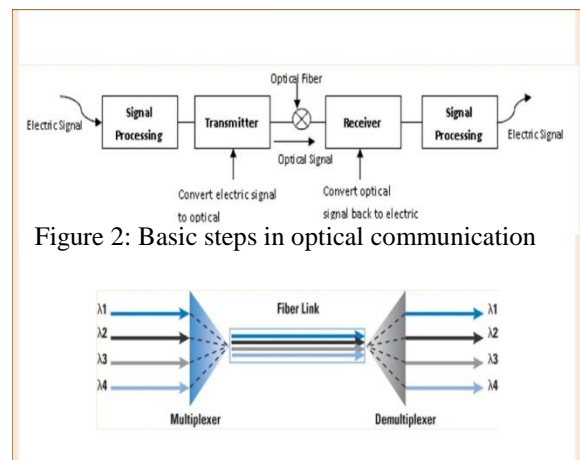 Optical Fiber
Electric Signal
Signal
Processing
Transmitter
Receiver
Signal
Processing
Electric Signal
Optical Signal
Convert electric signal
to optical
Convert optical
signal back to electric
Figure 2: Basic steps in optical communication
λ1
λ2
λ3
λ4
Fiber Link
λ1
λ2
λ3
λ4
Multiplexer
Demultiplexer